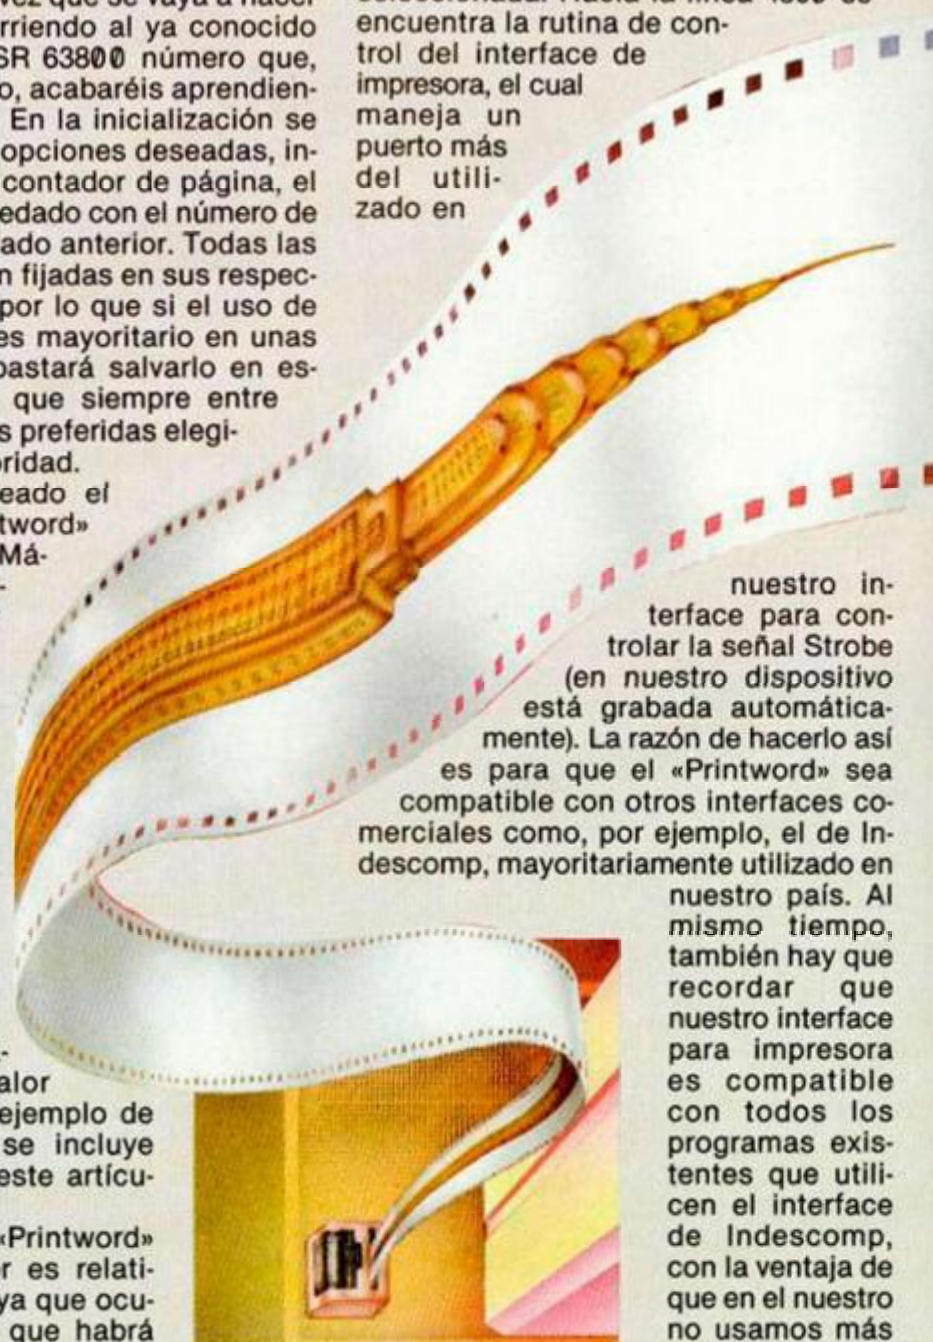 vez que se vaya a hacer
rriendo al ya conocido
SR 63800 número que,
o, acabaréis aprendien-
En la inicialización se
opciones deseadas, in-
contador de página, el
edado con el número de
ado anterior. Todas las
n fijadas en sus respec-
por lo que si el uso de
es mayoritario en unas
bastará salvarlo en es-
que siempre entre
s preferidas elegi-
oridad.
eado el
tword»
Má-
-
-
alor
ejemplo de
se incluye
este artícu-
«Printword»
r es relati-
ya que ocu-
que habrá
encuentra la rutina de con-
trol del interface de
impresora, el cual
maneja un
puerto más
del utili-
zado en
nuestro in-
terface para con-
trolar la señal Strobe
(en nuestro dispositivo
está grabada automática-
mente). La razón de hacerlo así
es para que el «Printword» sea
compatible con otros interfaces co-
merciales como, por ejemplo, el de In-
descomp, mayoritariamente utilizado en
nuestro país. Al
mismo tiempo,
también hay que
recordar que
nuestro interface
para impresora
es compatible
con todos los
programas exis-
tentes que utili-
cen el interface
de Indescomp,
con la ventaja de
que en el nuestro
no usamos más